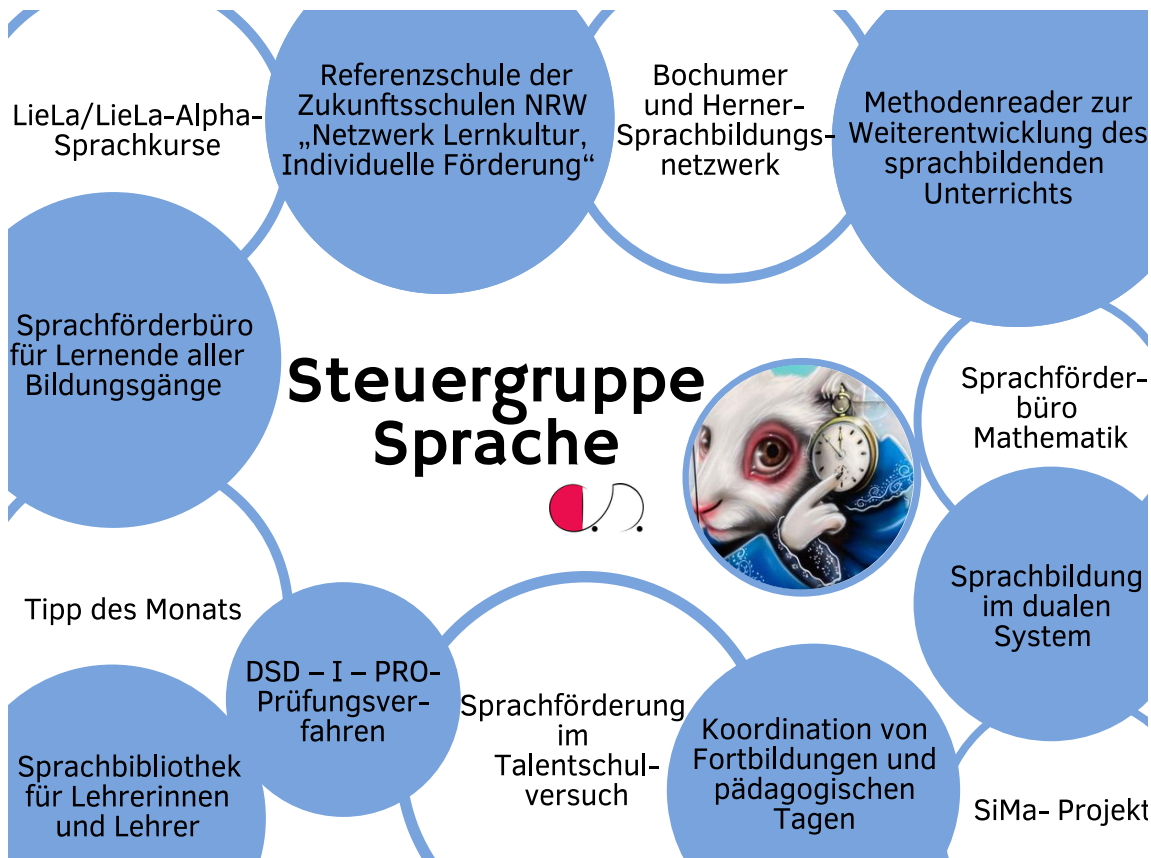 LieLa/LieLa-Alpha-
Sprachkurse
Referenzschule der
Zukunftsschulen NRW
„Netzwerk Lernkultur,
Individuelle Förderung“
Bochumer
und Herner-
Sprachbildungs-
netzwerk
Methodenreader zur
Weiterentwicklung des
sprachbildenden
Unterrichts
Sprachförderbüro
für Lernende aller
Bildungsgänge
Steuergruppe
Sprache
Sprachförder-
büro
Mathematik
Sprachbildung
im dualen
System
Tipp des Monats
DSD – I – PRO-
Prüfungsver-
fahren
Sprachförderung
im
Talentschul-
versuch
Koordination von
Fortbildungen und
pädagogischen
Tagen
SiMa- Projekt
Sprachbibliothek
für Lehrerinnen
und Lehrer